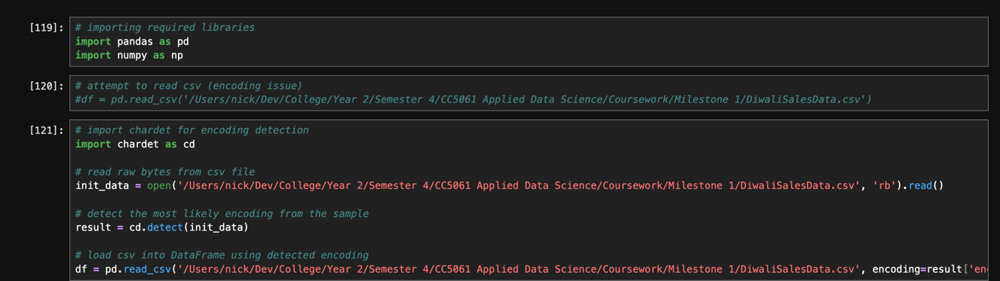 [119]: # importing required libraries
import pandas as pd
import numpy as np
[120]: # attempt to read csv (encoding issue)
#df = pd.read_csv('/Users/nick/Dev/College/Year 2/Semester 4/CC5061 Applied Data Science/Coursework/Milestone 1/DiwaliSalesData.csv')
[121]: # import chardet for encoding detection
import chardet as cd
# read raw bytes from csv file
init_data = open('/Users/nick/Dev/College/Year 2/Semester 4/CC5061 Applied Data Science/Coursework/Milestone 1/DiwaliSalesData.csv', 'rb').read()
# detect the most likely encoding from the sample
result = cd.detect(init_data)
# load csv into DataFrame using detected encoding
df = pd.read_csv('/Users/nick/Dev/College/Year 2/Semester 4/CC5061 Applied Data Science/Coursework/Milestone 1/DiwaliSalesData.csv', encoding=result[